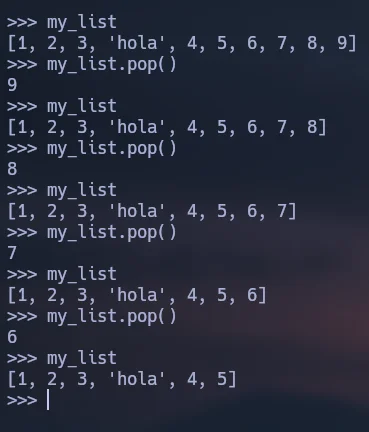 >>> my_list
[1, 2, 3, 'hola', 4, 5, 6, 7, 8, 9]
>>> my_list.pop()
9
>>> my_list
[1, 2, 3, 'hola', 4, 5, 6, 7, 8]
>>> my_list.pop()
8
>>> my_list
[1, 2, 3, 'hola', 4, 5, 6, 7]
>>> my_list.pop()
7
>>> my_list
[1, 2, 3, 'hola', 4, 5, 6]
>>> my_list.pop()
6
>>> my_list
[1, 2, 3, 'hola', 4, 5]
>>>